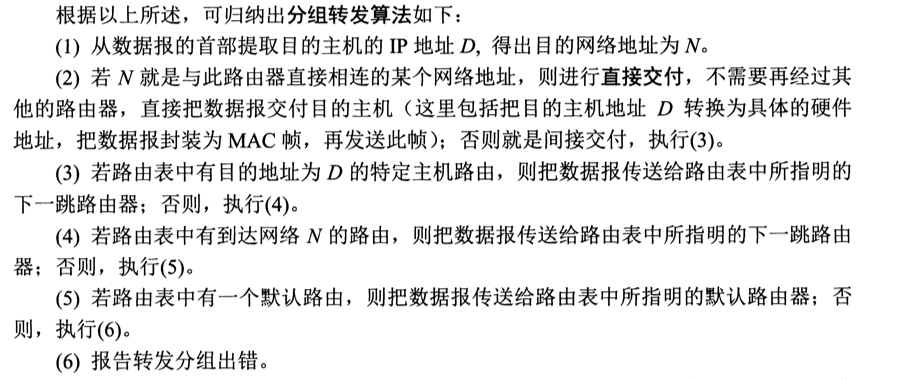 根据以上所述，可归纳出分组转发算法如下：
(1) 从数据报的首部提取目的主机的 IP 地址 D, 得出目的网络地址为 N。
(2) 若 N 就是与此路由器直接相连的某个网络地址，则进行直接交付，不需要再经过其
他的路由器，直接把数据报交付目的主机（这里包括把目的主机地址 D 转换为具体的硬件
地址，把数据报封装为 MAC 帧，再发送此帧）；否则就是间接交付，执行(3)。
(3) 若路由表中有目的地址为 D 的特定主机路由，则把数据报传送给路由表中所指明的
下一跳路由器；否则，执行(4)。
(4) 若路由表中有到达网络 N 的路由，则把数据报传送给路由表中所指明的下一跳路由
器；否则，执行(5)。
(5) 若路由表中有一个默认路由，则把数据报传送给路由表中所指明的默认路由器；否
则，执行(6)。
(6) 报告转发分组出错。